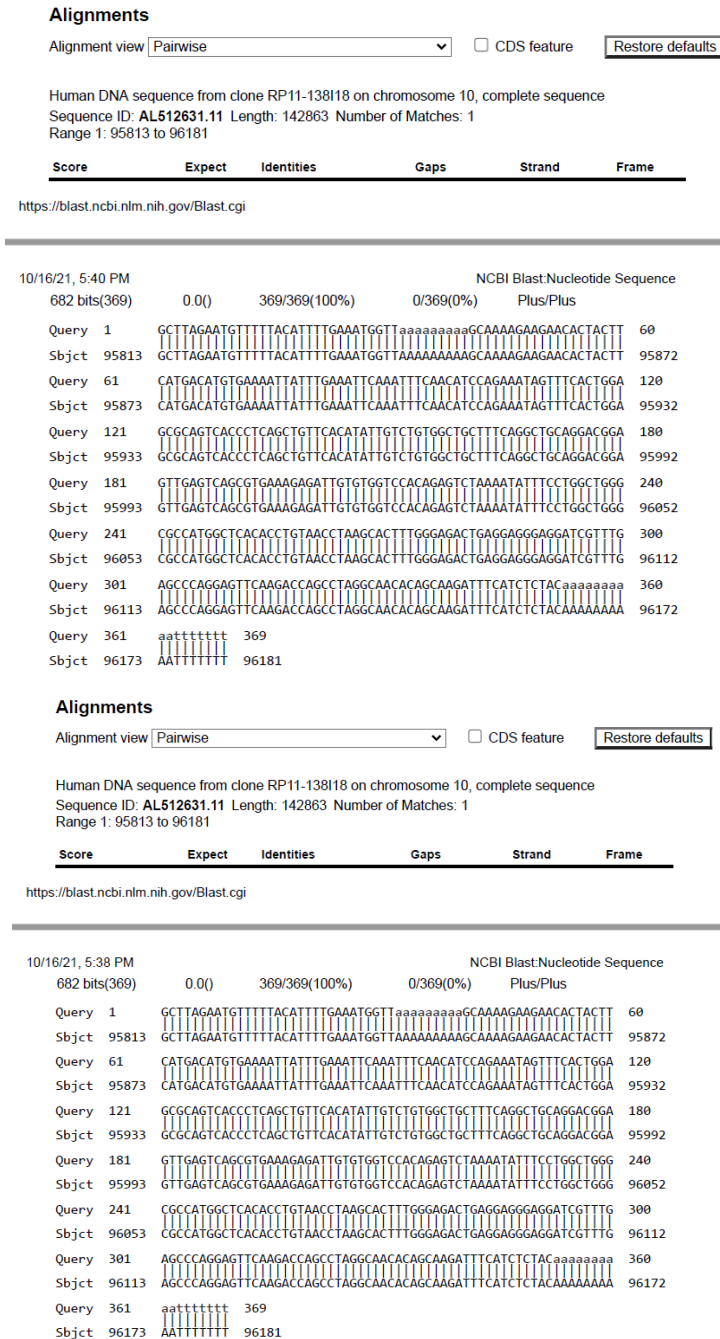 Alignments
Alignment view Pairwise CDS feature Restore defaults
Human DNA sequence from clone RP11-138I18 on chromosome 10, complete sequence
Sequence ID: AL512631.11 Length: 142863 Number of Matches: 1
Range 1: 95813 to 96181
Score Expect Identities Gaps Strand Frame
https://blast.ncbi.nlm.nih.gov/Blast.cgi
10/16/21, 5:40 PM NCBI Blast:Nucleotide Sequence
682 bits(369) 0.0() 369/369(100%) 0/369(0%) Plus/Plus
Query 1 GCTTAGAATGTTTTTACATTTTGAAATGGTTaaaaaaaaaGCAAAAGAAGAACACTACTT 60
Sbjct 95813 GCTTAGAATGTTTTTACATTTTGAAATGGTTAAAAAAAAAGCAAAAGAAGAACACTACTT 95872
Query 61 CATGACATGTGAAAATTATTTGAAATTCAAATTTCAACATCCAGAAATAGTTTCACTGGA 120
Sbjct 95873 CATGACATGTGAAAATTATTTGAAATTCAAATTTCAACATCCAGAAATAGTTTCACTGGA 95932
Query 121 GCGCAGTCACCCTCAGCTGTTCACATATTGTCTGTGGCTGCTTTCAGGCTGCAGGACGGA 180
Sbjct 95933 GCGCAGTCACCCTCAGCTGTTCACATATTGTCTGTGGCTGCTTTCAGGCTGCAGGACGGA 95992
Query 181 GTTGAGTCAGCGTGAAAGAGATTGTGTGGTCCACAGAGTCTAAAATATTTCCTGGCTGGG 240
Sbjct 95993 GTTGAGTCAGCGTGAAAGAGATTGTGTGGTCCACAGAGTCTAAAATATTTCCTGGCTGGG 96052
Query 241 CGCCATGGCTCACACCTGTAACCTAAGCACTTTGGGAGACTGAGGAGGGAGGATCGTTTG 300
Sbjct 96053 CGCCATGGCTCACACCTGTAACCTAAGCACTTTGGGAGACTGAGGAGGGAGGATCGTTTG 96112
Query 301 AGCCCAGGAGTTCAAGACCAGCCTAGGCAACACAGCAAGATTTCATCTCTACaaaaaaaa 360
Sbjct 96113 AGCCCAGGAGTTCAAGACCAGCCTAGGCAACACAGCAAGATTTCATCTCTACAAAAAAAA 96172
Query 361 aattttttt 369
Sbjct 96173 AATTTTTTT 96181
Alignments
Alignment view Pairwise CDS feature Restore defaults
Human DNA sequence from clone RP11-138I18 on chromosome 10, complete sequence
Sequence ID: AL512631.11 Length: 142863 Number of Matches: 1
Range 1: 95813 to 96181
Score Expect Identities Gaps Strand Frame
https://blast.ncbi.nlm.nih.gov/Blast.cgi
10/16/21, 5:38 PM NCBI Blast:Nucleotide Sequence
682 bits(369) 0.0() 369/369(100%) 0/369(0%) Plus/Plus
Query 1 GCTTAGAATGTTTTTACATTTTGAAATGGTTaaaaaaaaaGCAAAAGAAGAACACTACTT 60
Sbjct 95813 GCTTAGAATGTTTTTACATTTTGAAATGGTTAAAAAAAAAGCAAAAGAAGAACACTACTT 95872
Query 61 CATGACATGTGAAAATTATTTGAAATTCAAATTTCAACATCCAGAAATAGTTTCACTGGA 120
Sbjct 95873 CATGACATGTGAAAATTATTTGAAATTCAAATTTCAACATCCAGAAATAGTTTCACTGGA 95932
Query 121 GCGCAGTCACCCTCAGCTGTTCACATATTGTCTGTGGCTGCTTTCAGGCTGCAGGACGGA 180
Sbjct 95933 GCGCAGTCACCCTCAGCTGTTCACATATTGTCTGTGGCTGCTTTCAGGCTGCAGGACGGA 95992
Query 181 GTTGAGTCAGCGTGAAAGAGATTGTGTGGTCCACAGAGTCTAAAATATTTCCTGGCTGGG 240
Sbjct 95993 GTTGAGTCAGCGTGAAAGAGATTGTGTGGTCCACAGAGTCTAAAATATTTCCTGGCTGGG 96052
Query 241 CGCCATGGCTCACACCTGTAACCTAAGCACTTTGGGAGACTGAGGAGGGAGGATCGTTTG 300
Sbjct 96053 CGCCATGGCTCACACCTGTAACCTAAGCACTTTGGGAGACTGAGGAGGGAGGATCGTTTG 96112
Query 301 AGCCCAGGAGTTCAAGACCAGCCTAGGCAACACAGCAAGATTTCATCTCTACaaaaaaaa 360
Sbjct 96113 AGCCCAGGAGTTCAAGACCAGCCTAGGCAACACAGCAAGATTTCATCTCTACAAAAAAAA 96172
Query 361 aattttttt 369
Sbjct 96173 AATTTTTTT 96181